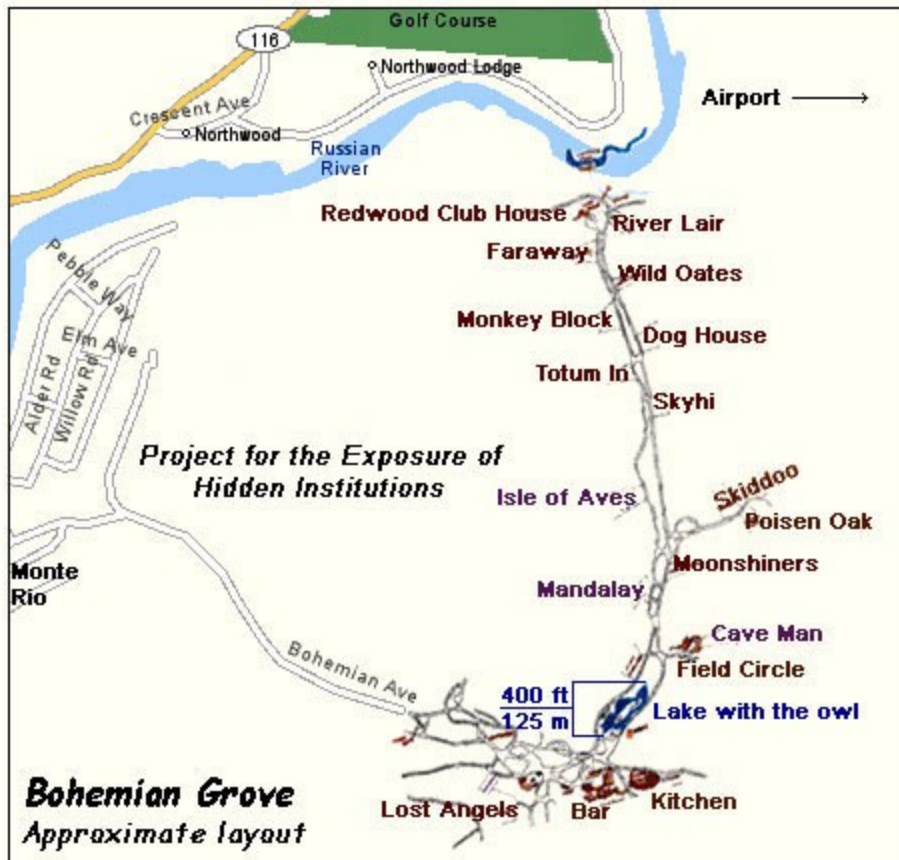 Golf Course
116
Northwood Lodge
Airport
Crescent Ave
Northwood
Russian
River
Redwood Club House
River Lair
Faraway
Pebble Way
Wild Oates
Monkey Block
Elm Ave
Dog House
Alder Rd
Willow Rd
Totum In
Skyhi
Project for the Exposure of
Hidden Institutions
Isle of Aves
Skiddoo
Poisen Oak
Monte
Rio
Moonshiners
Mandalay
Cave Man
Field Circle
Bohemian Ave
400 ft
125 m
Lake with the owl
Bohemian Grove
Approximate layout
Lost Angels
Bar
Kitchen